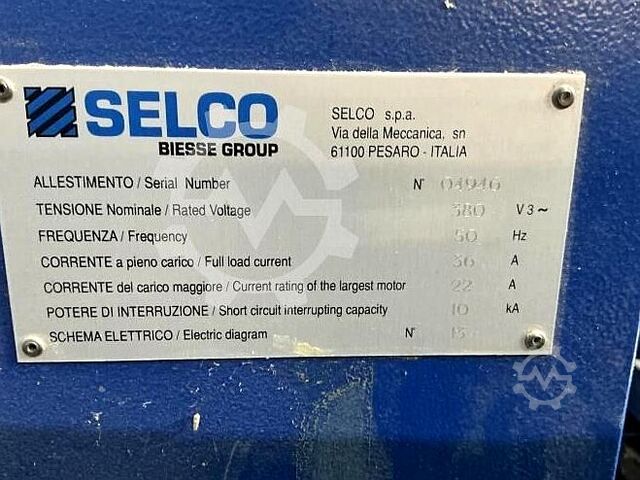 SELCO
BIESSE GROUP
SELCO s.p.a.
Via della Meccanica, sn
61100 PESARO - ITALIA
ALLESTIMENTO / Serial Number N° 04946
TENSIONE Nominale / Rated Voltage 380 V 3 ~
FREQUENZA / Frequency 50 Hz
CORRENTE a pieno carico / Full load current 36 A
CORRENTE del carico maggiore / Current rating of the largest motor 22 A
POTERE DI INTERRUZIONE / Short circuit interrupting capacity 10 kA
SCHEMA ELETTRICO / Electric diagram N°